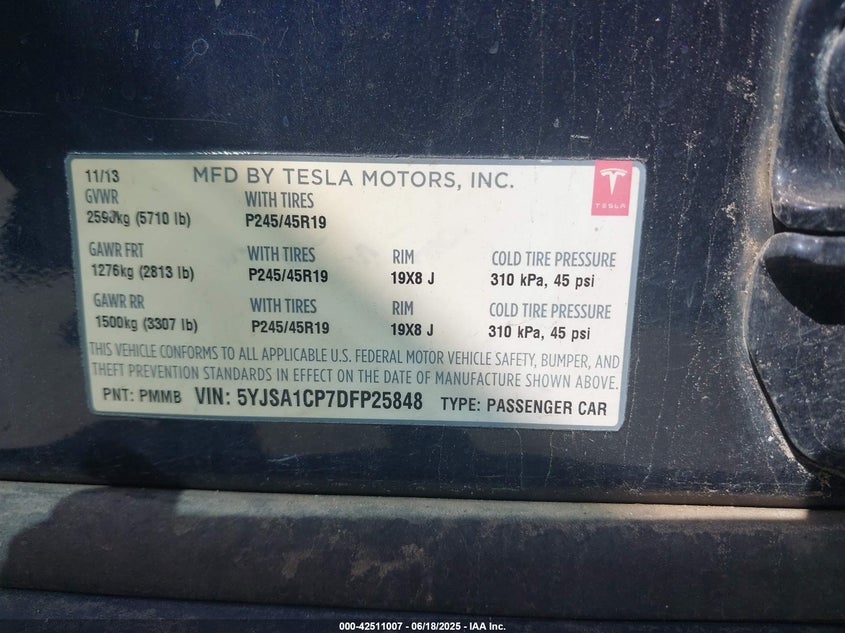 11/13 MFD BY TESLA MOTORS, INC.
TESLA
GVWR WITH TIRES
2590kg (5710 lb) P245/45R19
GAWR FRT WITH TIRES RIM COLD TIRE PRESSURE
1276kg (2813 lb) P245/45R19 19X8 J 310 kPa, 45 psi
GAWR RR WITH TIRES RIM COLD TIRE PRESSURE
1500kg (3307 lb) P245/45R19 19X8 J 310 kPa, 45 psi
THIS VEHICLE CONFORMS TO ALL APPLICABLE U.S. FEDERAL MOTOR VEHICLE SAFETY, BUMPER, AND
THEFT PREVENTION STANDARDS IN EFFECT ON THE DATE OF MANUFACTURE SHOWN ABOVE.
PNT: PMMB VIN: 5YJSA1CP7DFP25848 TYPE: PASSENGER CAR
000-42511007 - 06/18/2025 - IAA Inc.